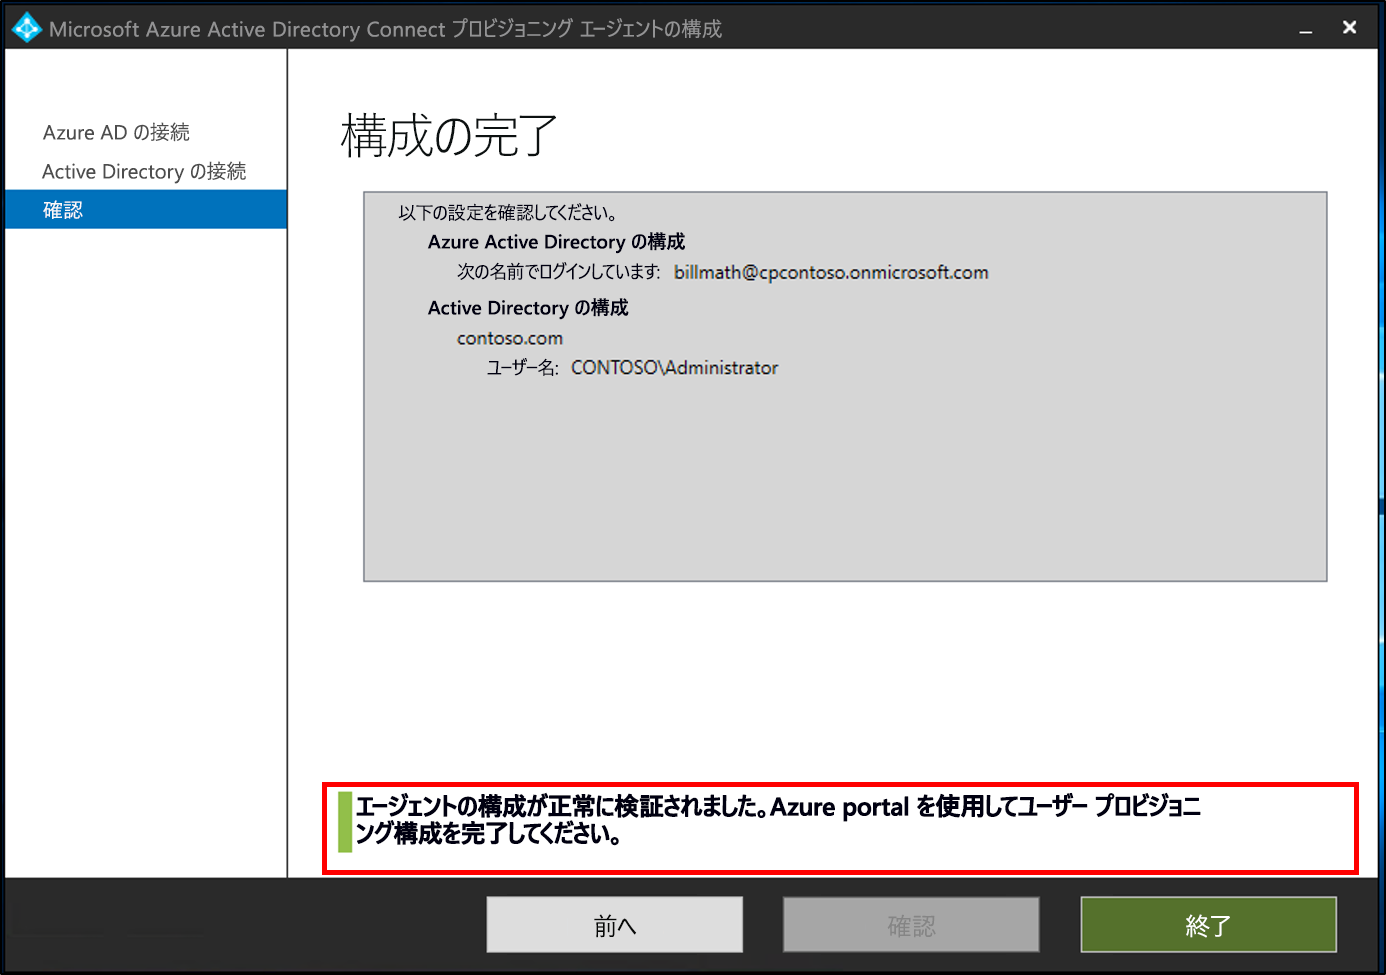 Microsoft Azure Active Directory Connect プロビジョニング エージェントの構成
Azure AD の接続
Active Directory の接続
確認
構成の完了
以下の設定を確認してください。
Azure Active Directory の構成
次の名前でログインしています: billmath@cpcontoso.onmicrosoft.com
Active Directory の構成
contoso.com
ユーザー名: CONTOSO\Administrator
エージェントの構成が正常に検証されました。Azure portal を使用してユーザー プロビジョニ
ング構成を完了してください。
前へ
確認
終了